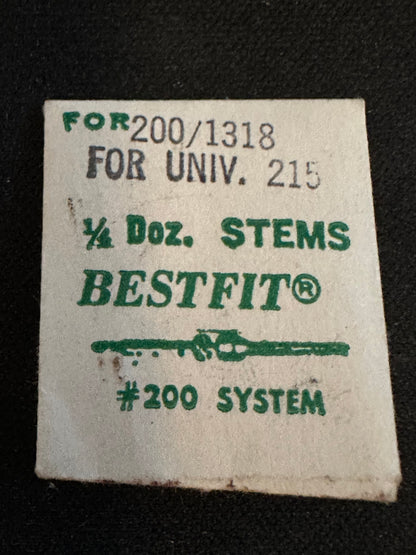 FOR 200/1318
FOR UNIV. 215
¼ Doz. STEMS
BESTFIT®
#200 SYSTEM